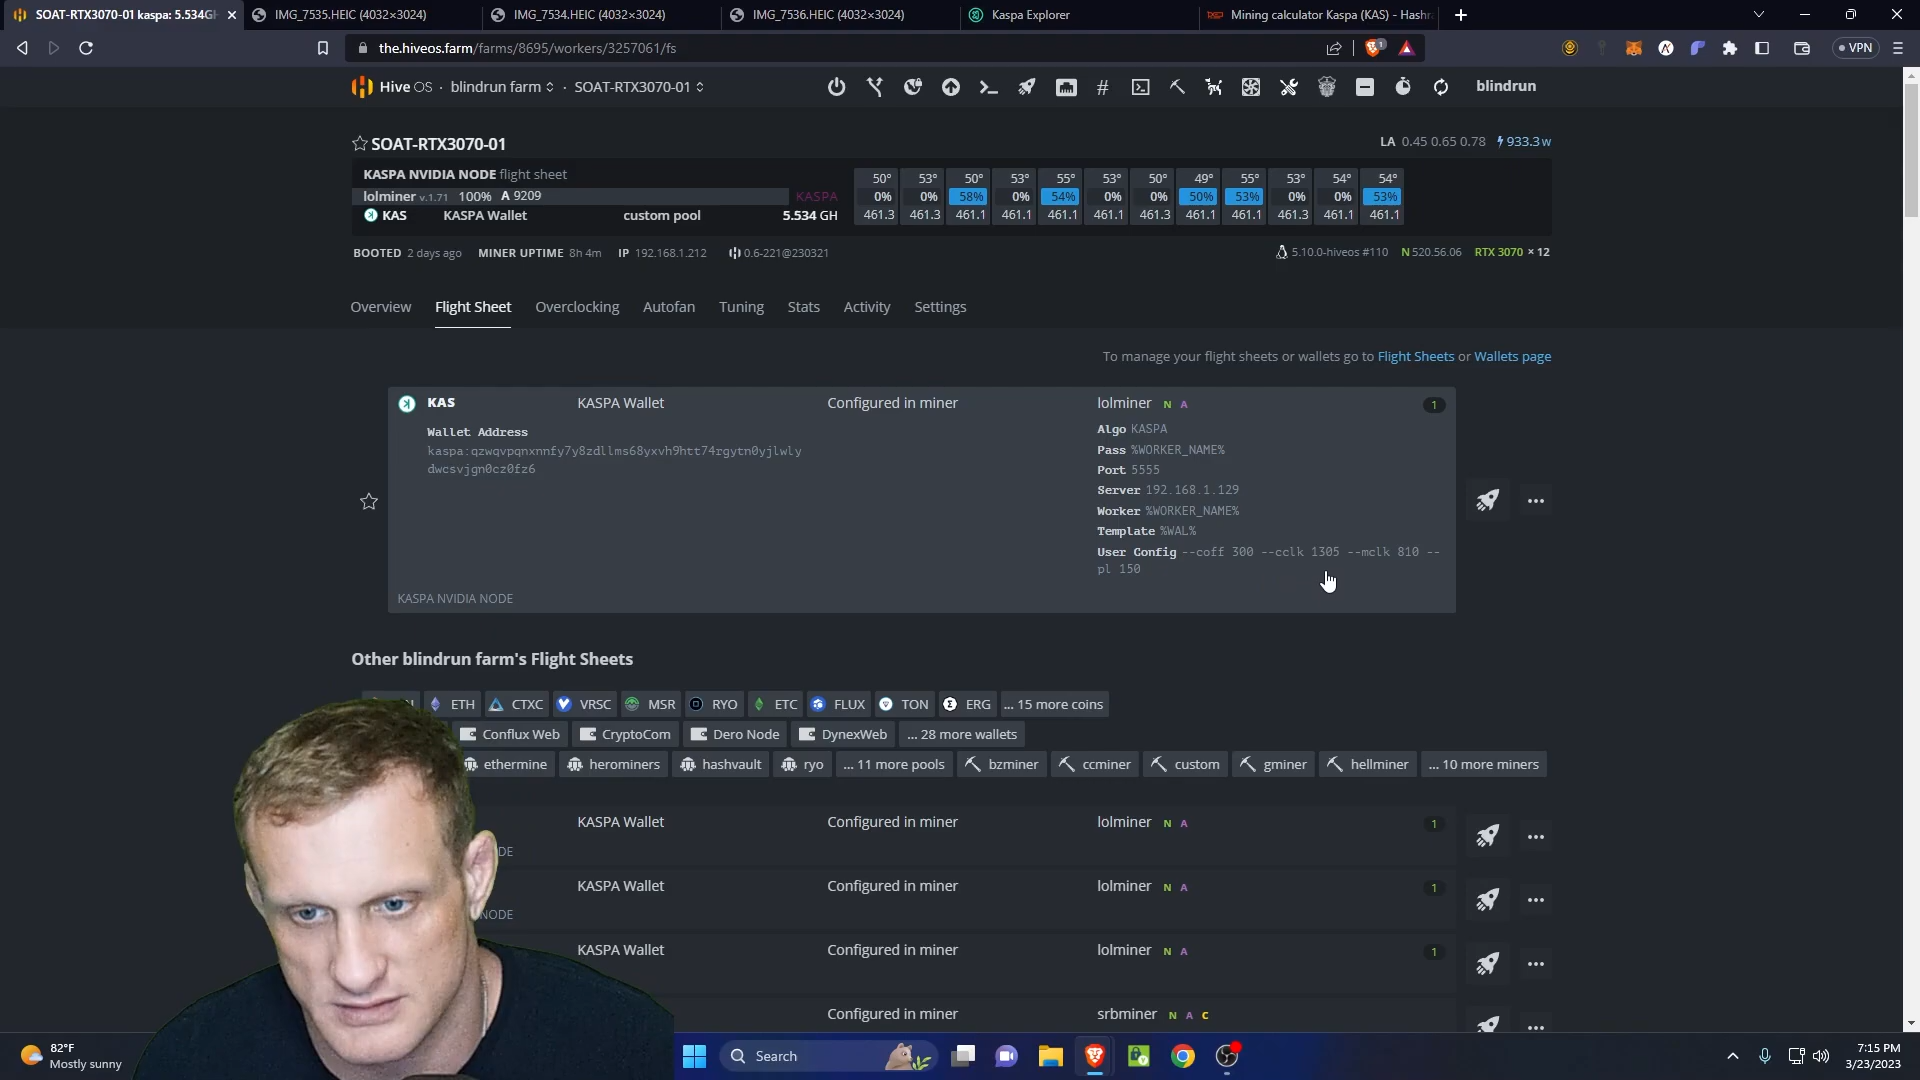 SOAT-RTX3070-01 kaspa: 5.534GH
IMG_7535.HEIC (4032×3024)
IMG_7534.HEIC (4032×3024)
IMG_7536.HEIC (4032×3024)
Kaspa Explorer
Mining calculator Kaspa (KAS) - Hashr
the.hiveos.farm/farms/8695/workers/3257061/fs
VPN
Hive OS · blindrun farm · SOAT-RTX3070-01
blindrun
SOAT-RTX3070-01
LA 0.45 0.65 0.78 933.3 w
KASPA NVIDIA NODE flight sheet
50° 53° 50° 53° 55° 53° 50° 49° 55° 53° 54° 54°
lolminer v.1.71 100% A 9209 KASPA
0% 0% 58% 0% 54% 0% 0% 50% 53% 0% 0% 53%
KAS KASPA Wallet custom pool 5.534 GH
461.3 461.3 461.1 461.1 461.1 461.1 461.3 461.1 461.1 461.3 461.1 461.1
BOOTED 2 days ago MINER UPTIME 8h 4m IP 192.168.1.212 0.6-221@230321
5.10.0-hiveos #110 N 520.56.06 RTX 3070 × 12
Overview Flight Sheet Overclocking Autofan Tuning Stats Activity Settings
To manage your flight sheets or wallets go to Flight Sheets or Wallets page
KAS KASPA Wallet Configured in miner lolminer N A 1
Wallet Address
kaspa:qzwqvpqnxnnfy7y8zdllms68yxvh9htt74rgytn0yjlwly
dwcsvjgn0cz0fz6
Algo KASPA
Pass %WORKER_NAME%
Port 5555
Server 192.168.1.129
Worker %WORKER_NAME%
Template %WAL%
User Config --coff 300 --cclk 1305 --mclk 810 --
pl 150
KASPA NVIDIA NODE
Other blindrun farm's Flight Sheets
ETH CTXC VRSC MSR RYO ETC FLUX TON ERG ... 15 more coins
Conflux Web CryptoCom Dero Node DynexWeb ... 28 more wallets
ethermine herominers hashvault ryo ... 11 more pools bzminer ccminer custom gminer hellminer ... 10 more miners
KASPA Wallet Configured in miner lolminer N A 1
KASPA Wallet Configured in miner lolminer N A 1
NODE
KASPA Wallet Configured in miner lolminer N A 1
Configured in miner srbminer N A C
82°F
Mostly sunny
Search
7:15 PM
3/23/2023